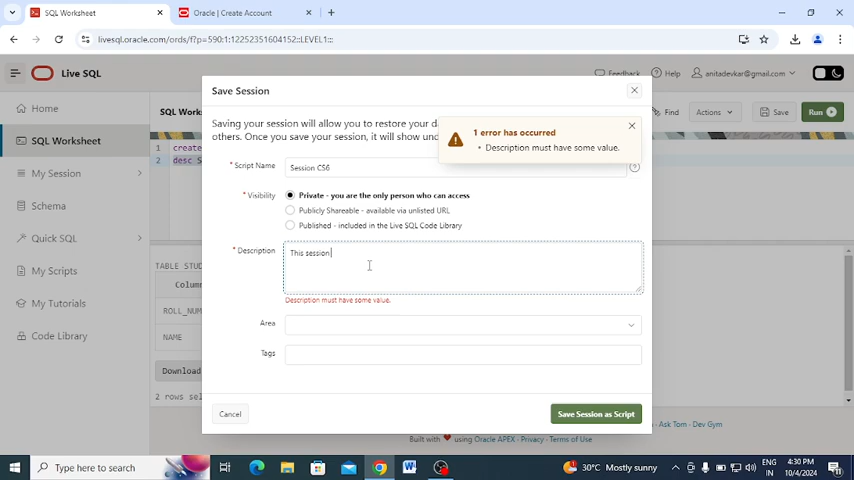 SQL Worksheet
Oracle | Create Account
livesql.oracle.com/ords/f?p=590:1:12252351604152::LEVEL1:::
Live SQL
Feedback
Help
anitadevkar@gmail.com
Home
SQL Worksheet
My Session
Schema
Quick SQL
My Scripts
My Tutorials
Code Library
SQL Work
Find
Actions
Save
Run
1 create
2 desc S
TABLE STUD
Column
ROLL_NUM
NAME
Download
2 rows sel
Save Session
Saving your session will allow you to restore your da
others. Once you save your session, it will show und
1 error has occurred
• Description must have some value.
* Script Name
Session CS6
* Visibility
Private - you are the only person who can access
Publicly Shareable - available via unlisted URL
Published - included in the Live SQL Code Library
* Description
This session
Description must have some value.
Area
Tags
Cancel
Save Session as Script
· Ask Tom · Dev Gym
Built with ❤ using Oracle APEX · Privacy · Terms of Use
Type here to search
30°C Mostly sunny
ENG
IN
4:30 PM
10/4/2024